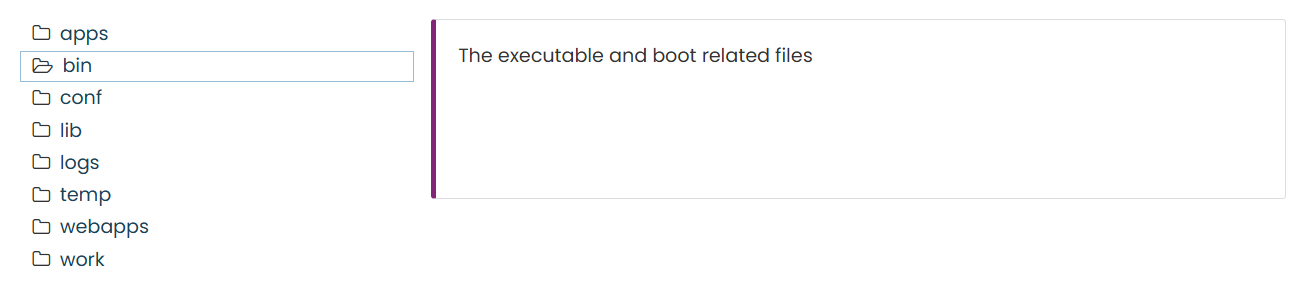 apps
bin
conf
lib
logs
temp
webapps
work
The executable and boot related files